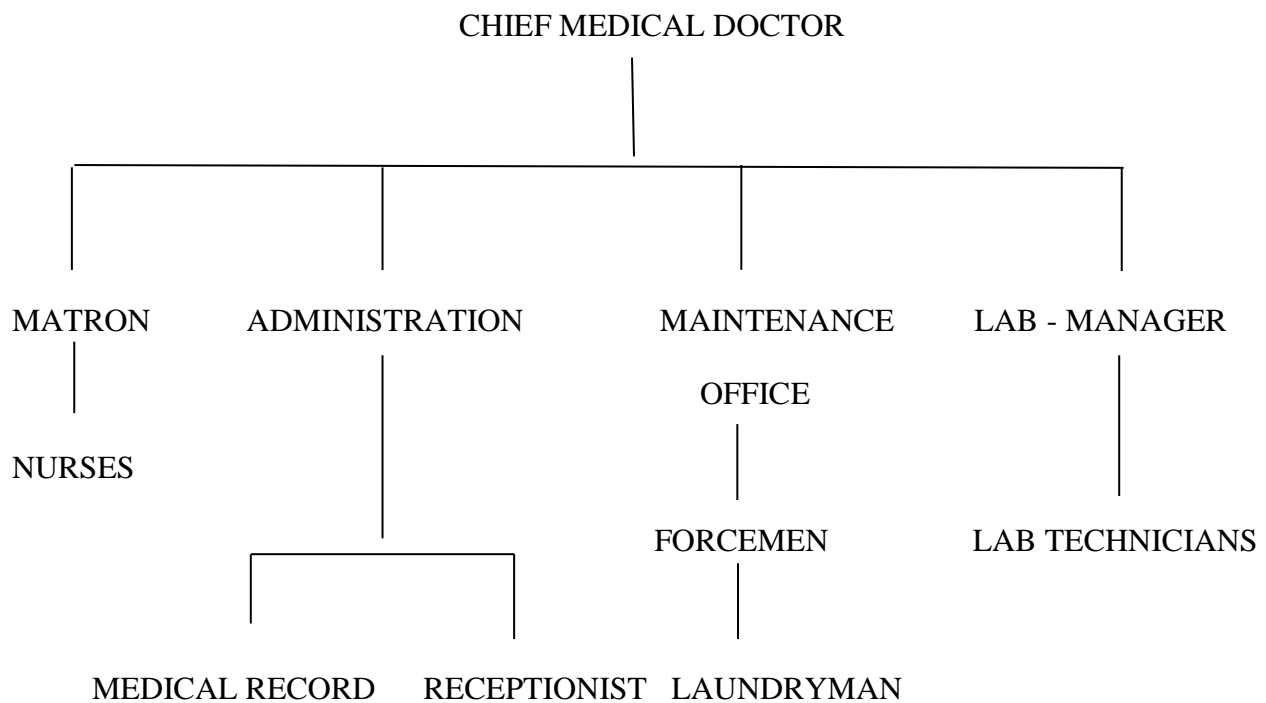 CHIEF MEDICAL DOCTOR
MATRON ADMINISTRATION MAINTENANCE LAB - MANAGER
OFFICE
NURSES
FORCEMEN LAB TECHNICIANS
MEDICAL RECORD RECEPTIONIST LAUNDRYMAN